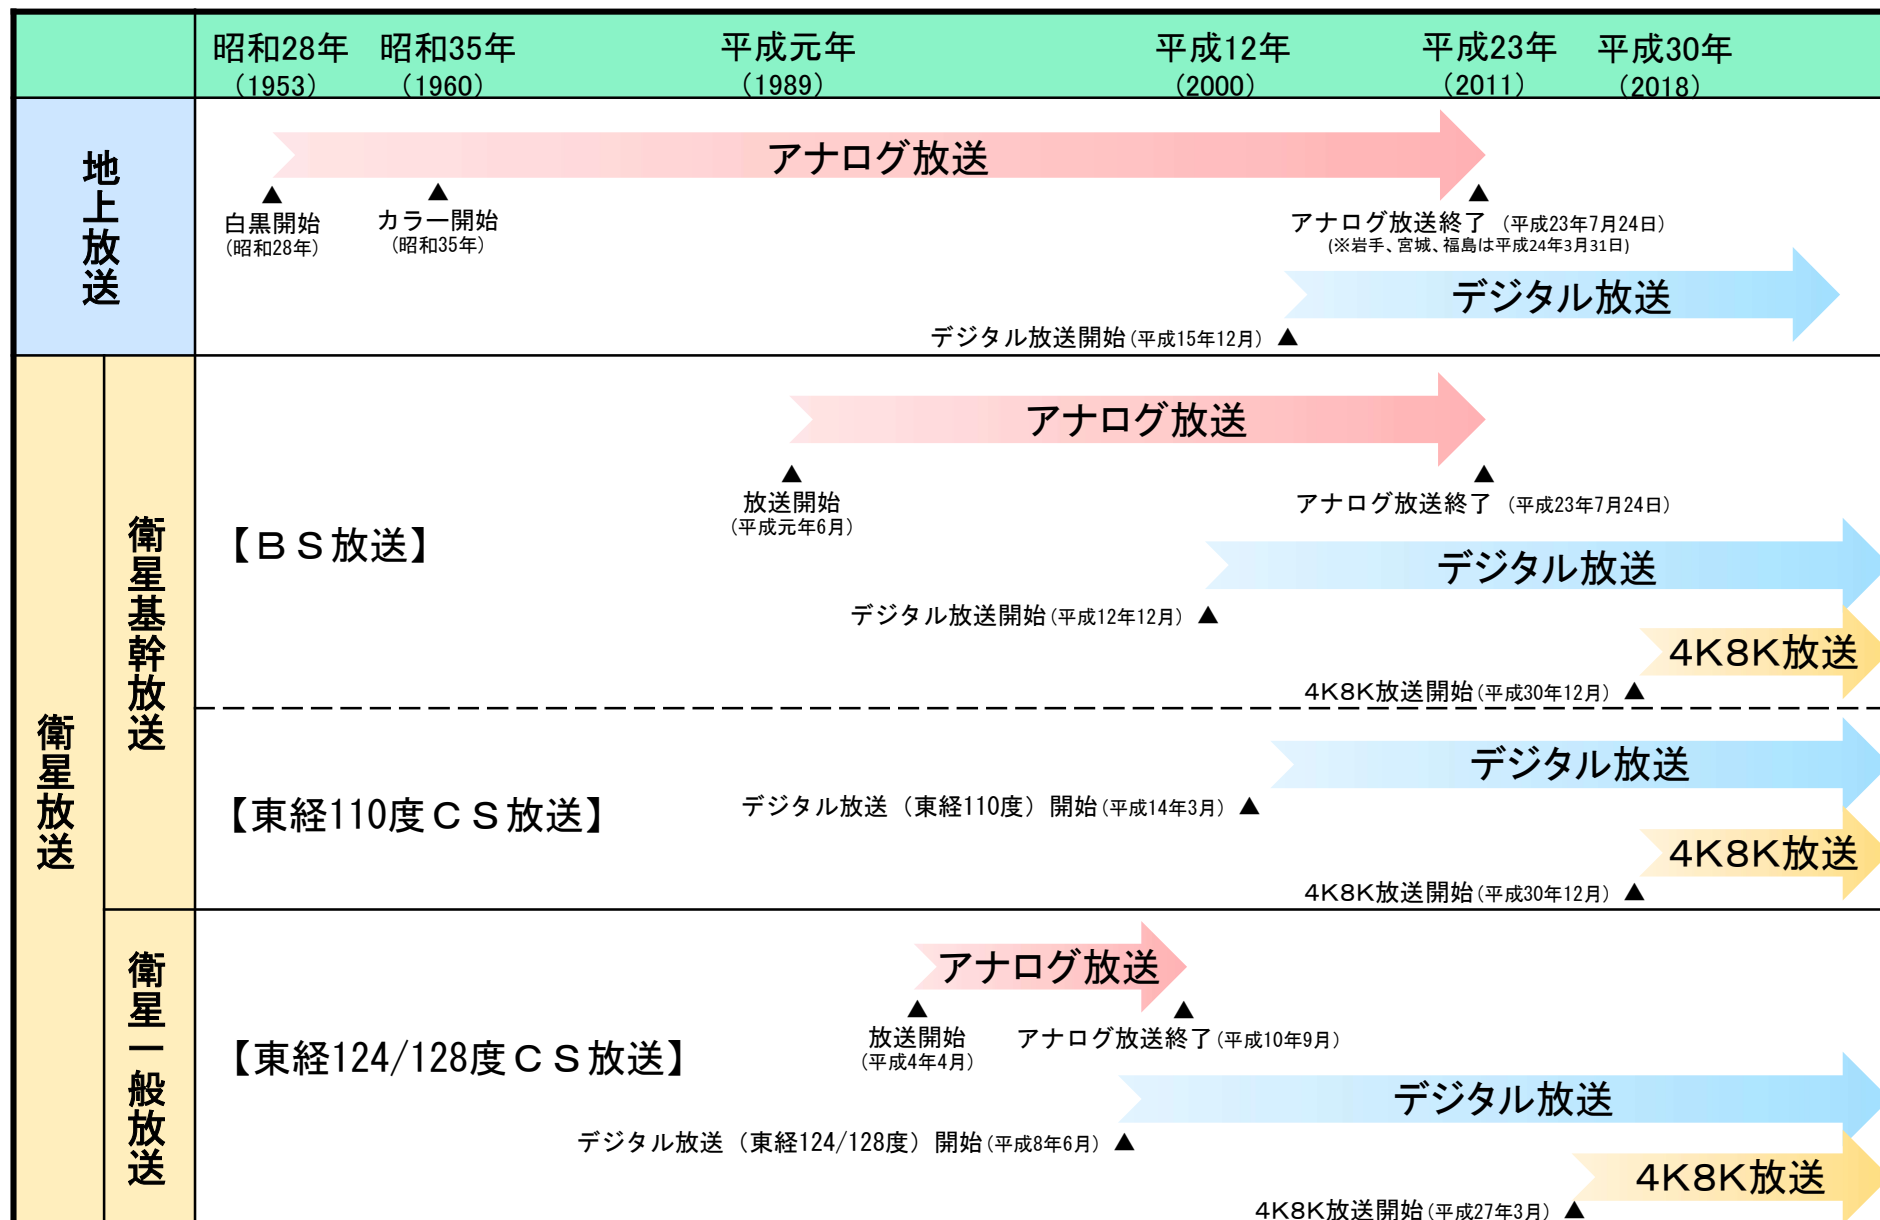 昭和28年 昭和35年 平成元年 平成12年 平成23年 平成30年
(1953) (1960) (1989) (2000) (2011) (2018)
地上放送
アナログ放送
白黒開始
(昭和28年)
カラー開始
(昭和35年)
アナログ放送終了 (平成23年7月24日)
(※岩手、宮城、福島は平成24年3月31日)
デジタル放送
デジタル放送開始(平成15年12月)
衛星放送
衛星基幹放送
【BS放送】
アナログ放送
放送開始
(平成元年6月)
アナログ放送終了 (平成23年7月24日)
デジタル放送
デジタル放送開始(平成12年12月)
4K8K放送
4K8K放送開始(平成30年12月)
【東経110度CS放送】
デジタル放送
デジタル放送（東経110度）開始(平成14年3月)
4K8K放送
4K8K放送開始(平成30年12月)
衛星一般放送
【東経124/128度CS放送】
アナログ放送
放送開始
(平成4年4月)
アナログ放送終了(平成10年9月)
デジタル放送
デジタル放送（東経124/128度）開始(平成8年6月)
4K8K放送
4K8K放送開始(平成27年3月)